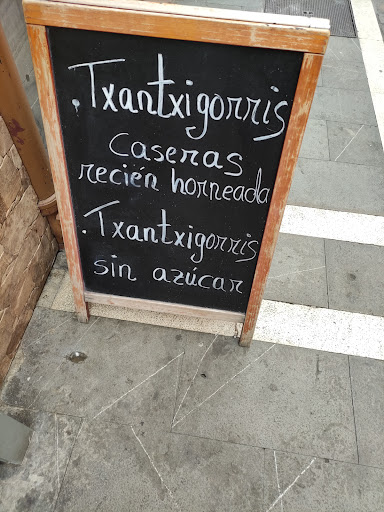 . Txantxigorris
caseras
recién horneada
. Txantxigorris
sin azúcar